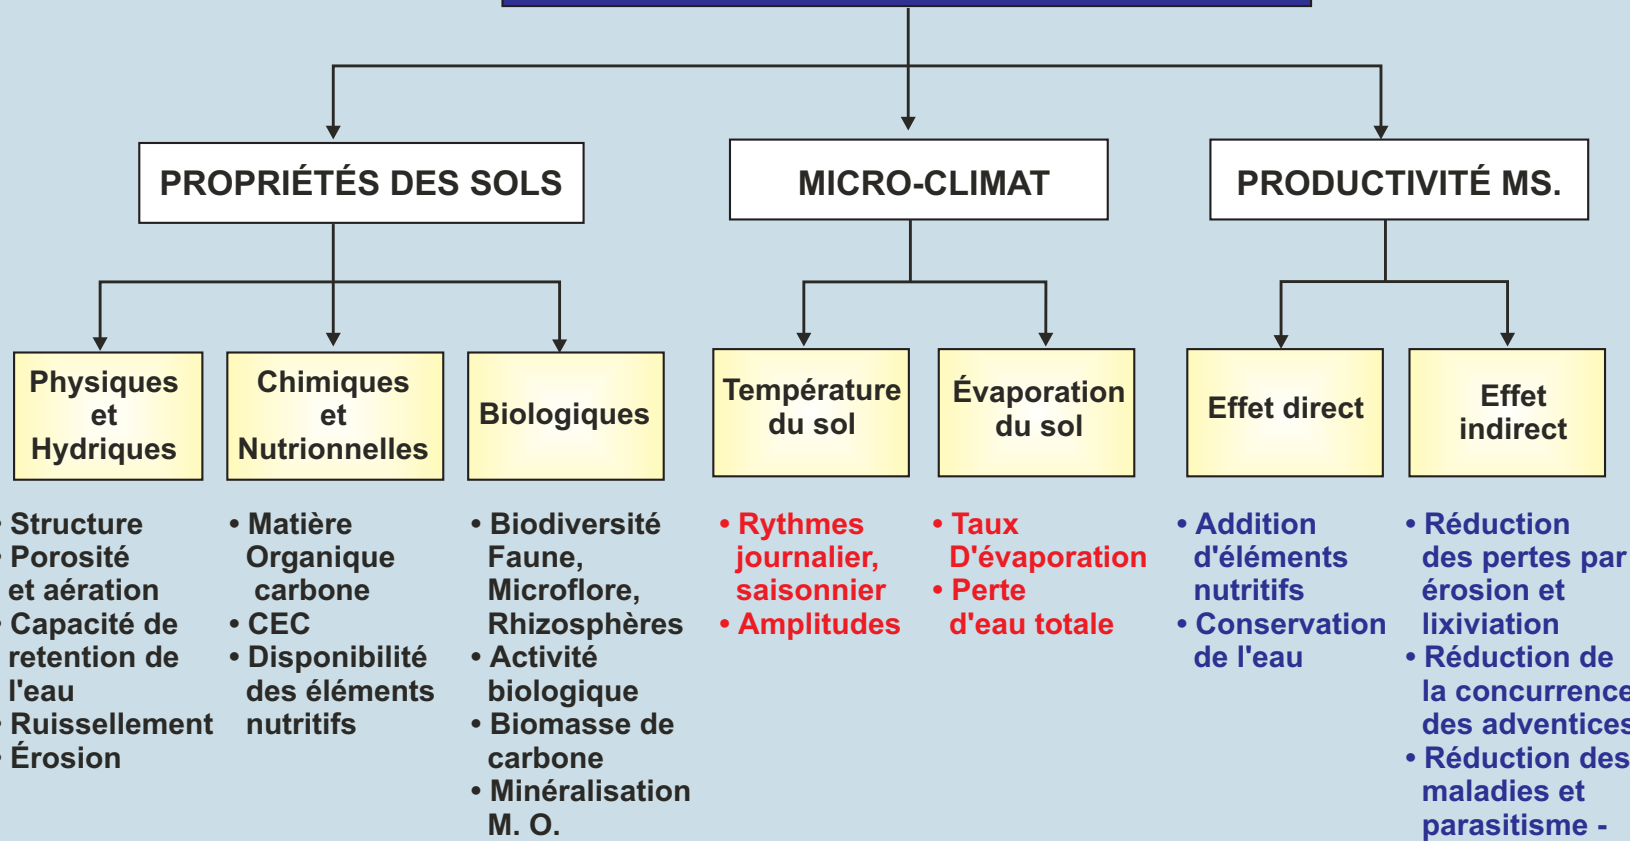 PROPRIÉTÉS DES SOLS
MICRO-CLIMAT
PRODUCTIVITÉ MS.
Physiques
et
Hydriques
Chimiques
et
Nutritionnelles
Biologiques
Température
du sol
Évaporation
du sol
Effet direct
Effet
indirect
• Structure
• Porosité
et aération
• Capacité de
retention de
l'eau
• Ruissellement
• Érosion
• Matière
Organique
carbone
• CEC
• Disponibilité
des éléments
nutritifs
• Biodiversité
Faune,
Microflore,
Rhizosphères
• Activité
biologique
• Biomasse de
carbone
• Minéralisation
M. O.
• Rythmes
journalier,
saisonnier
• Amplitudes
• Taux
D'évaporation
• Perte
d'eau totale
• Addition
d'éléments
nutritifs
• Conservation
de l'eau
• Réduction
des pertes par
érosion et
lixiviation
• Réduction de
la concurrence
des adventices
• Réduction des
maladies et
parasitisme -